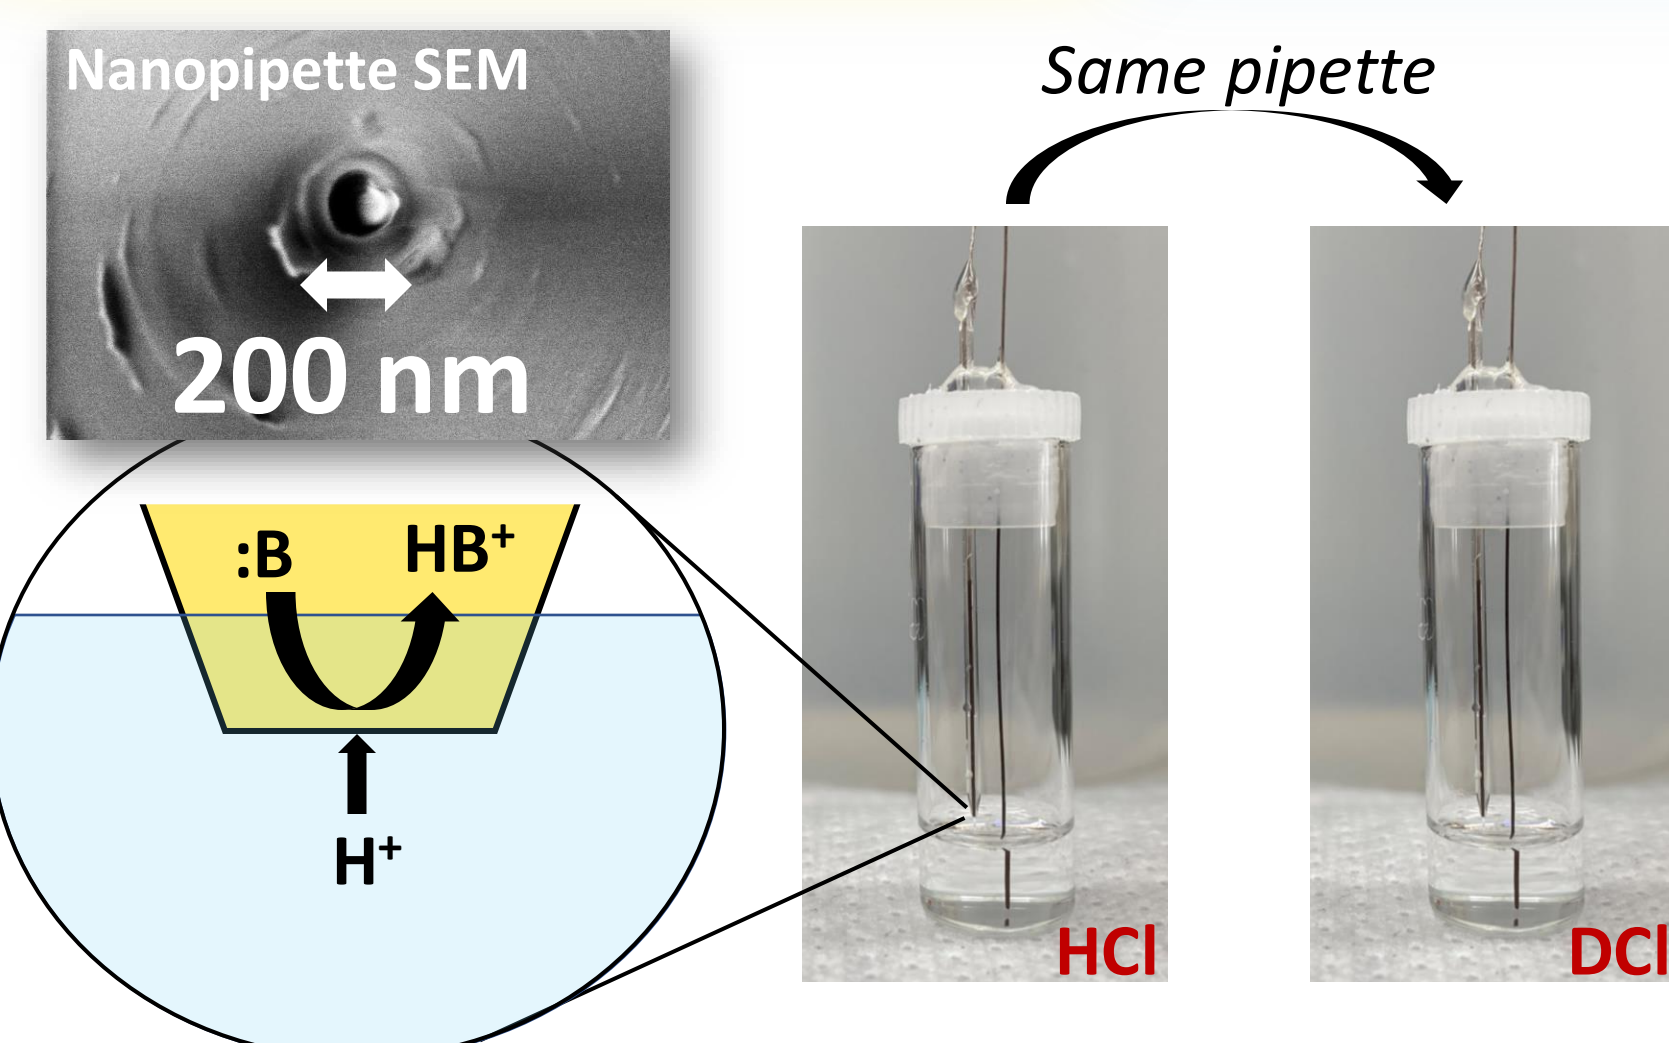 Nanopipette SEM
200 nm
Same pipette
:B
HB⁺
H⁺
HCl
DCl